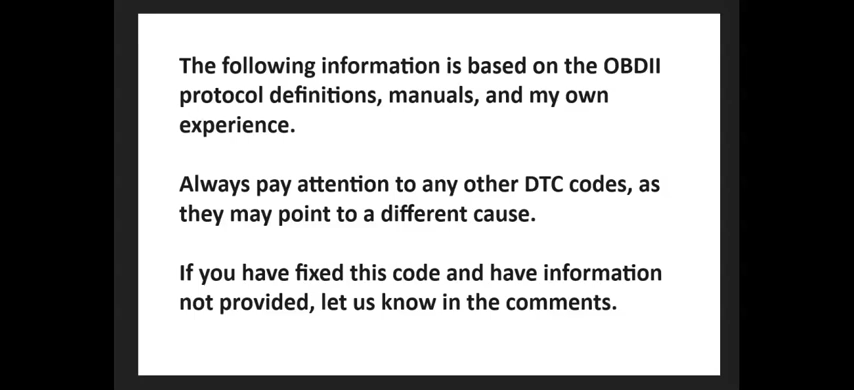 The following information is based on the OBDII
protocol definitions, manuals, and my own
experience.
Always pay attention to any other DTC codes, as
they may point to a different cause.
If you have fixed this code and have information
not provided, let us know in the comments.